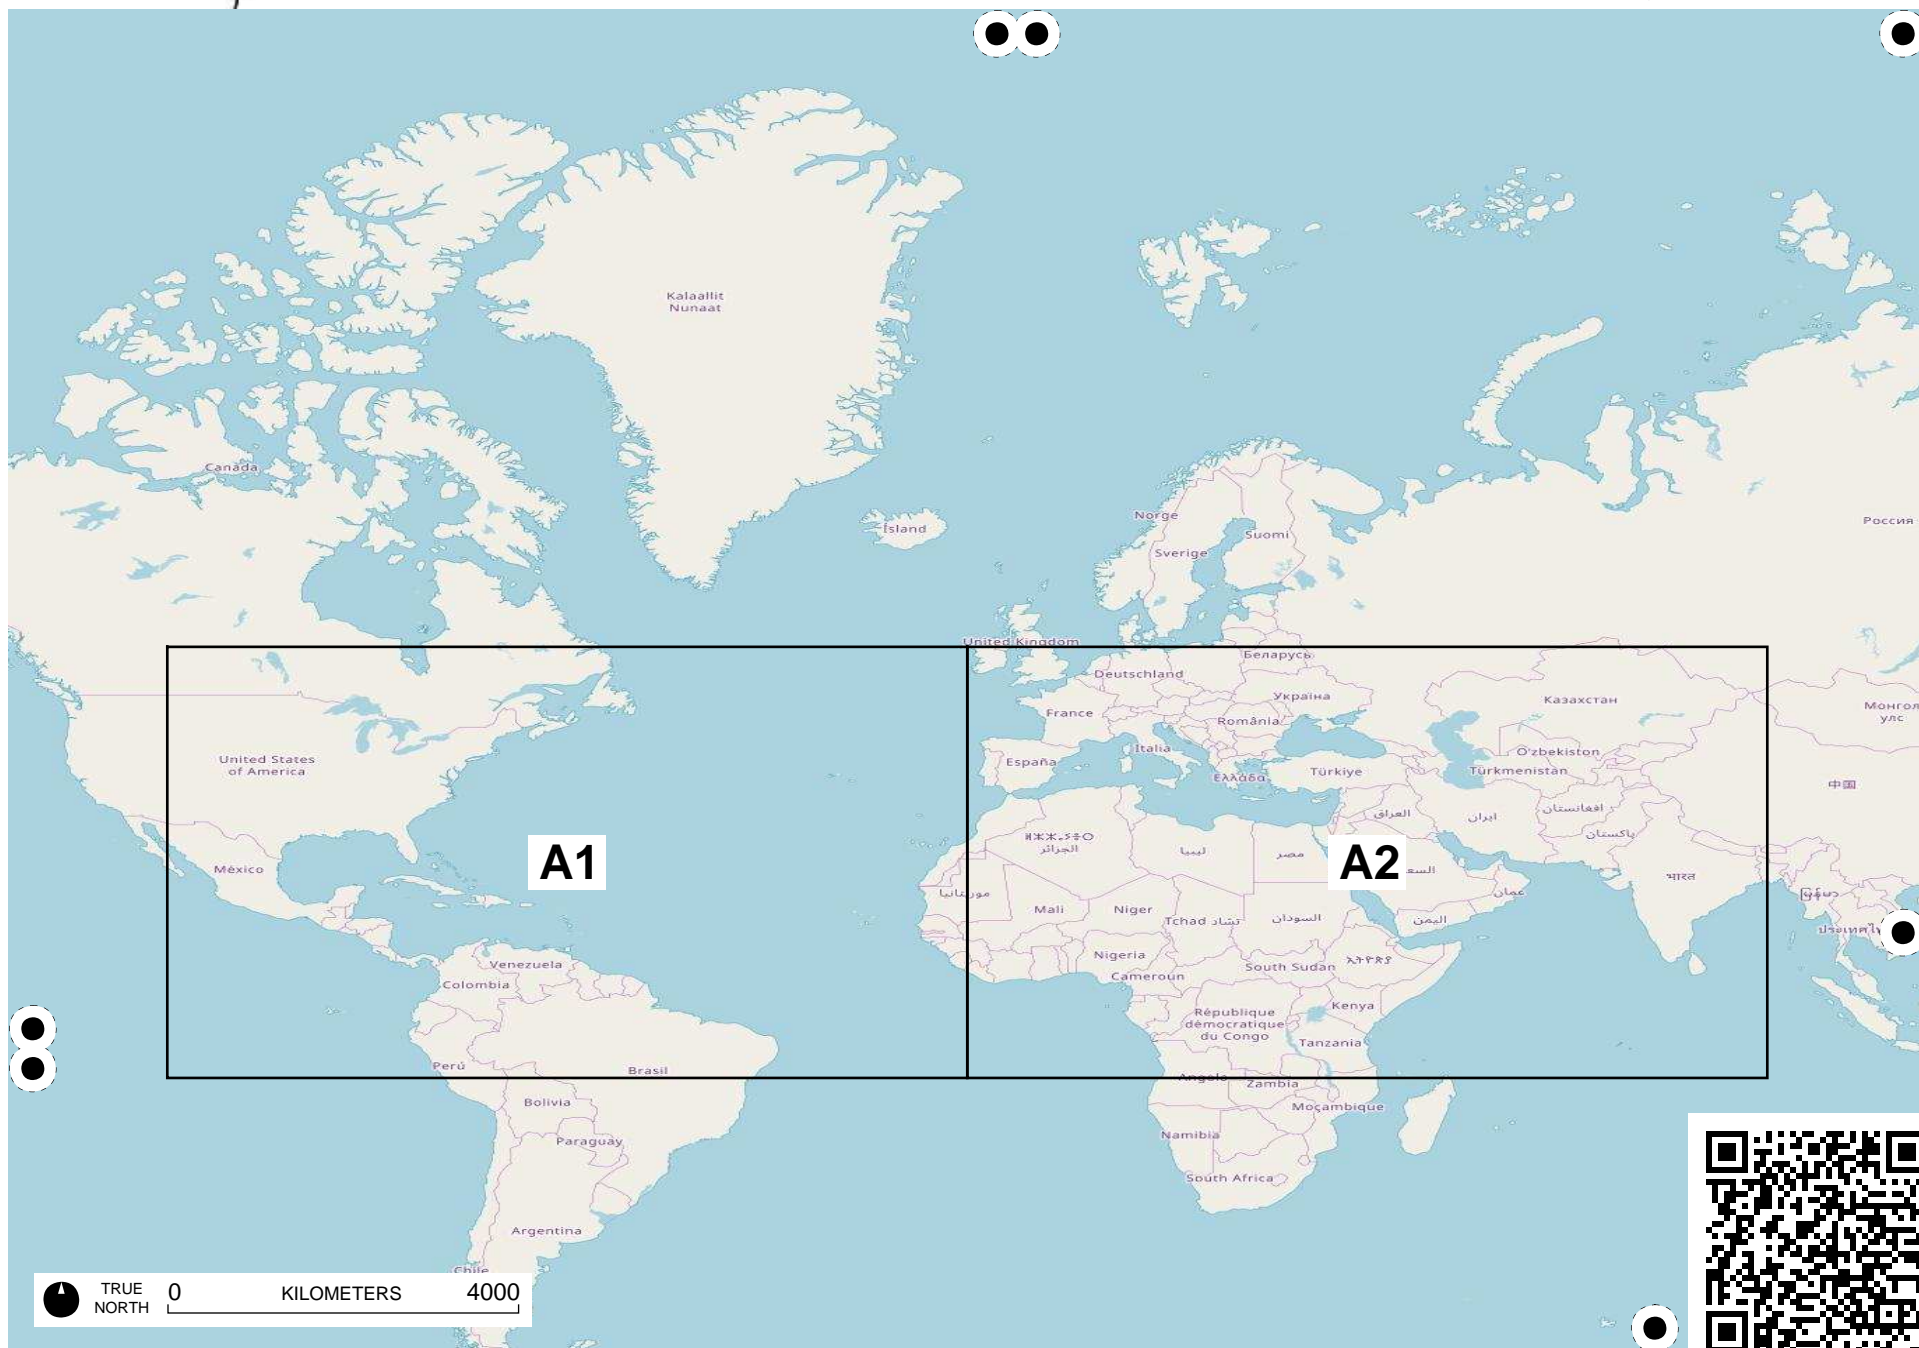 Kalaallit
Nunaat
Canada
Ísland
Norge
Suomi
Sverige
Россия
United Kingdom
Беларусь
Deutschland
Україна
Казахстан
Монгол
улс
France
România
Italia
O'zbekiston
España
Türkiye
Türkmenistan
Ελλάδα
United States
of America
中国
افغانستان
العراق
ایران
پاکستان
ⵍⵣⵣⴰⵢⴻⵔ
الجزائر
ليبيا
مصر
A1
A2
السع
México
भारत
موريتانيا
عمان
Mali
Niger
Tchad تشاد
السودان
اليمن
Nigeria
Venezuela
South Sudan
Cameroun
Colombia
Kenya
République
démocratique
du Congo
Tanzania
Perú
Brasil
Angola
Zambia
Bolivia
Moçambique
Paraguay
Namibia
South Africa
Argentina
Chile
TRUE
NORTH
0 KILOMETERS 4000